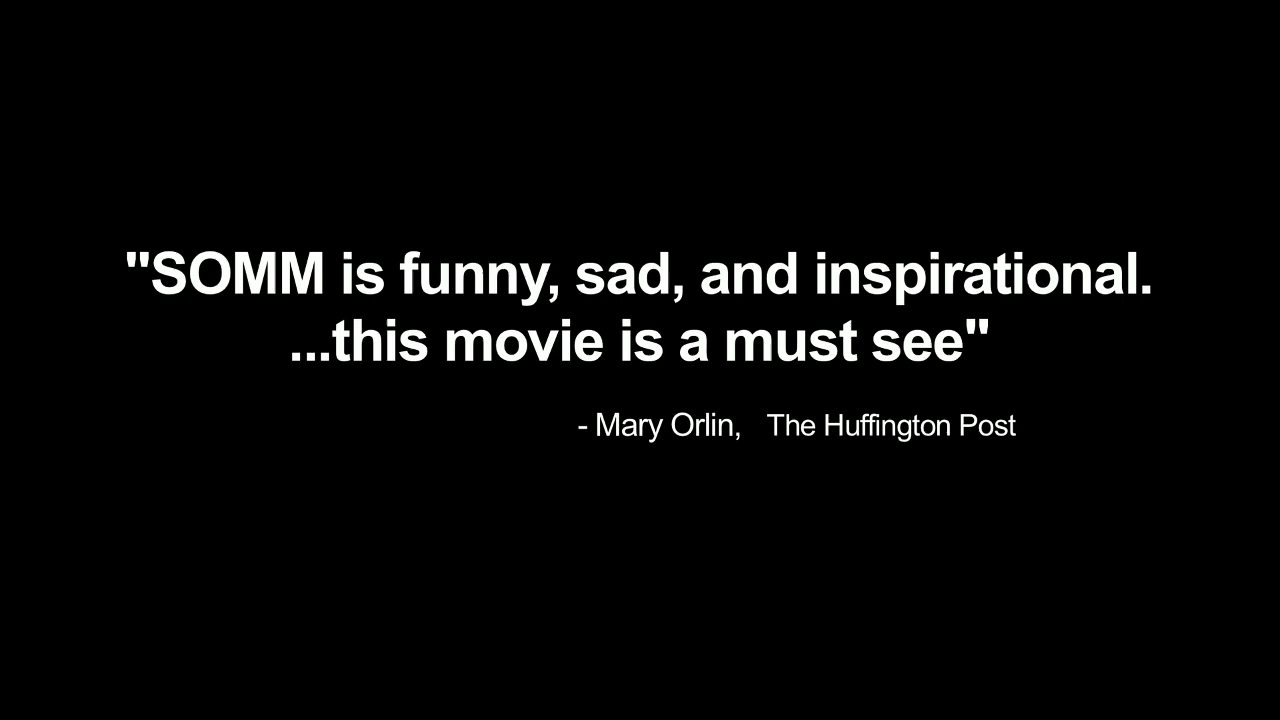 "SOMM is funny, sad, and inspirational.
...this movie is a must see"
- Mary Orlin, The Huffington Post